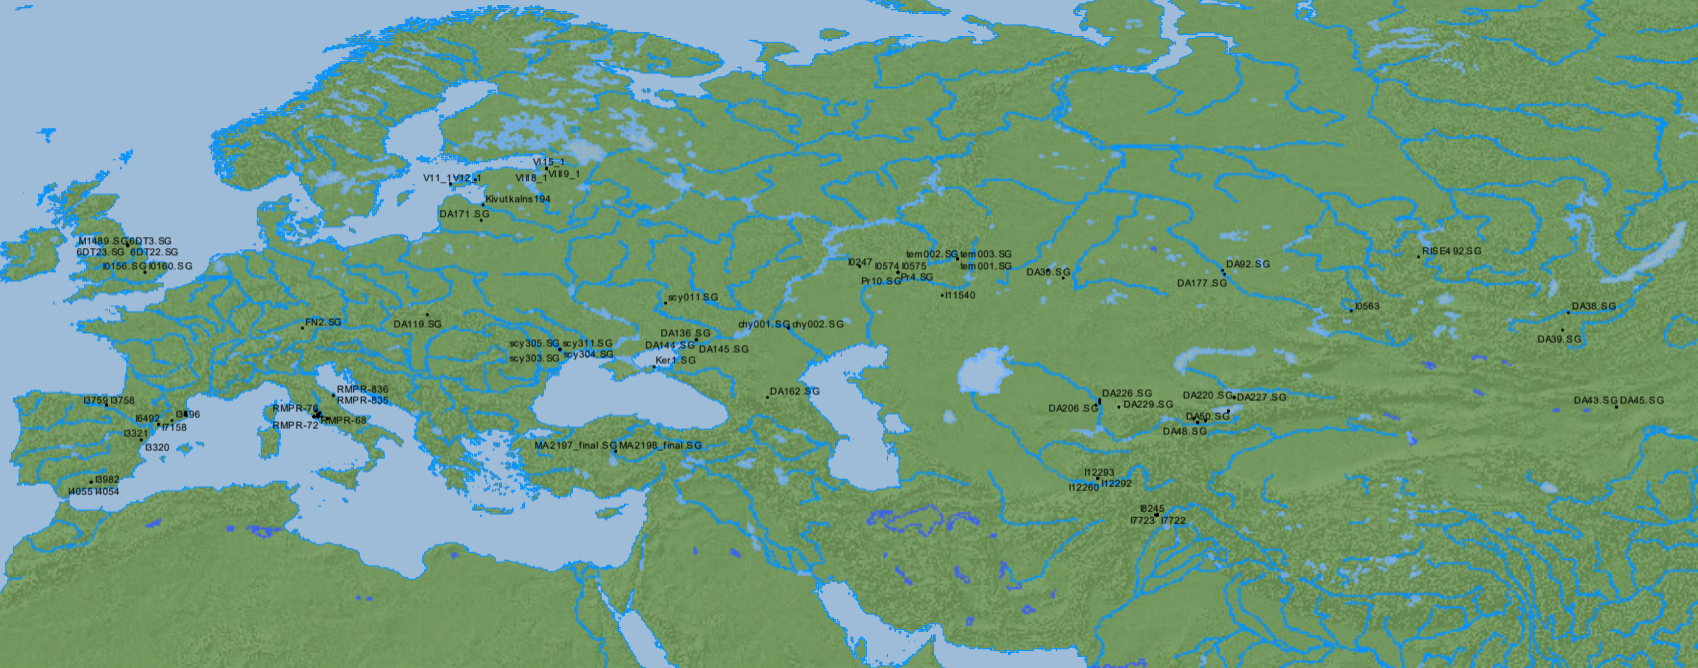 VI15_1
VIII9_1
V11_1 V12_1 VIII8_1
Kivutkalns194
DA171.SG
M1489.SG 6DT3.SG
6DT23.SG 6DT22.SG
I0156.SG I0160.SG
FN2.SG
DA119.SG
scy011.SG
scy305.SG scy311.SG
scy303.SG scy304.SG
DA136.SG
DA144.SG DA145.SG
Ker1.SG
chy001.SG chy002.SG
DA162.SG
I0247
I0574 I0575
Pr10.SG Pr4.SG
tem002.SG tem003.SG
tem001.SG
I11540
DA30.SG
DA92.SG
DA177.SG
RISE492.SG
I0563
DA38.SG
DA39.SG
DA43.SG DA45.SG
I3759 I3758
I6492
I7158
I3321
I3320
I3982
I4055 I4054
RMPR-836
RMPR-835
RMPR-68
RMPR-72
MA2197_final.SG MA2198_final.SG
DA226.SG
DA206.SG DA229.SG
DA220.SG DA227.SG
DA50.SG
DA48.SG
I12293
I12260 I12292
I8245
I7723 I7722